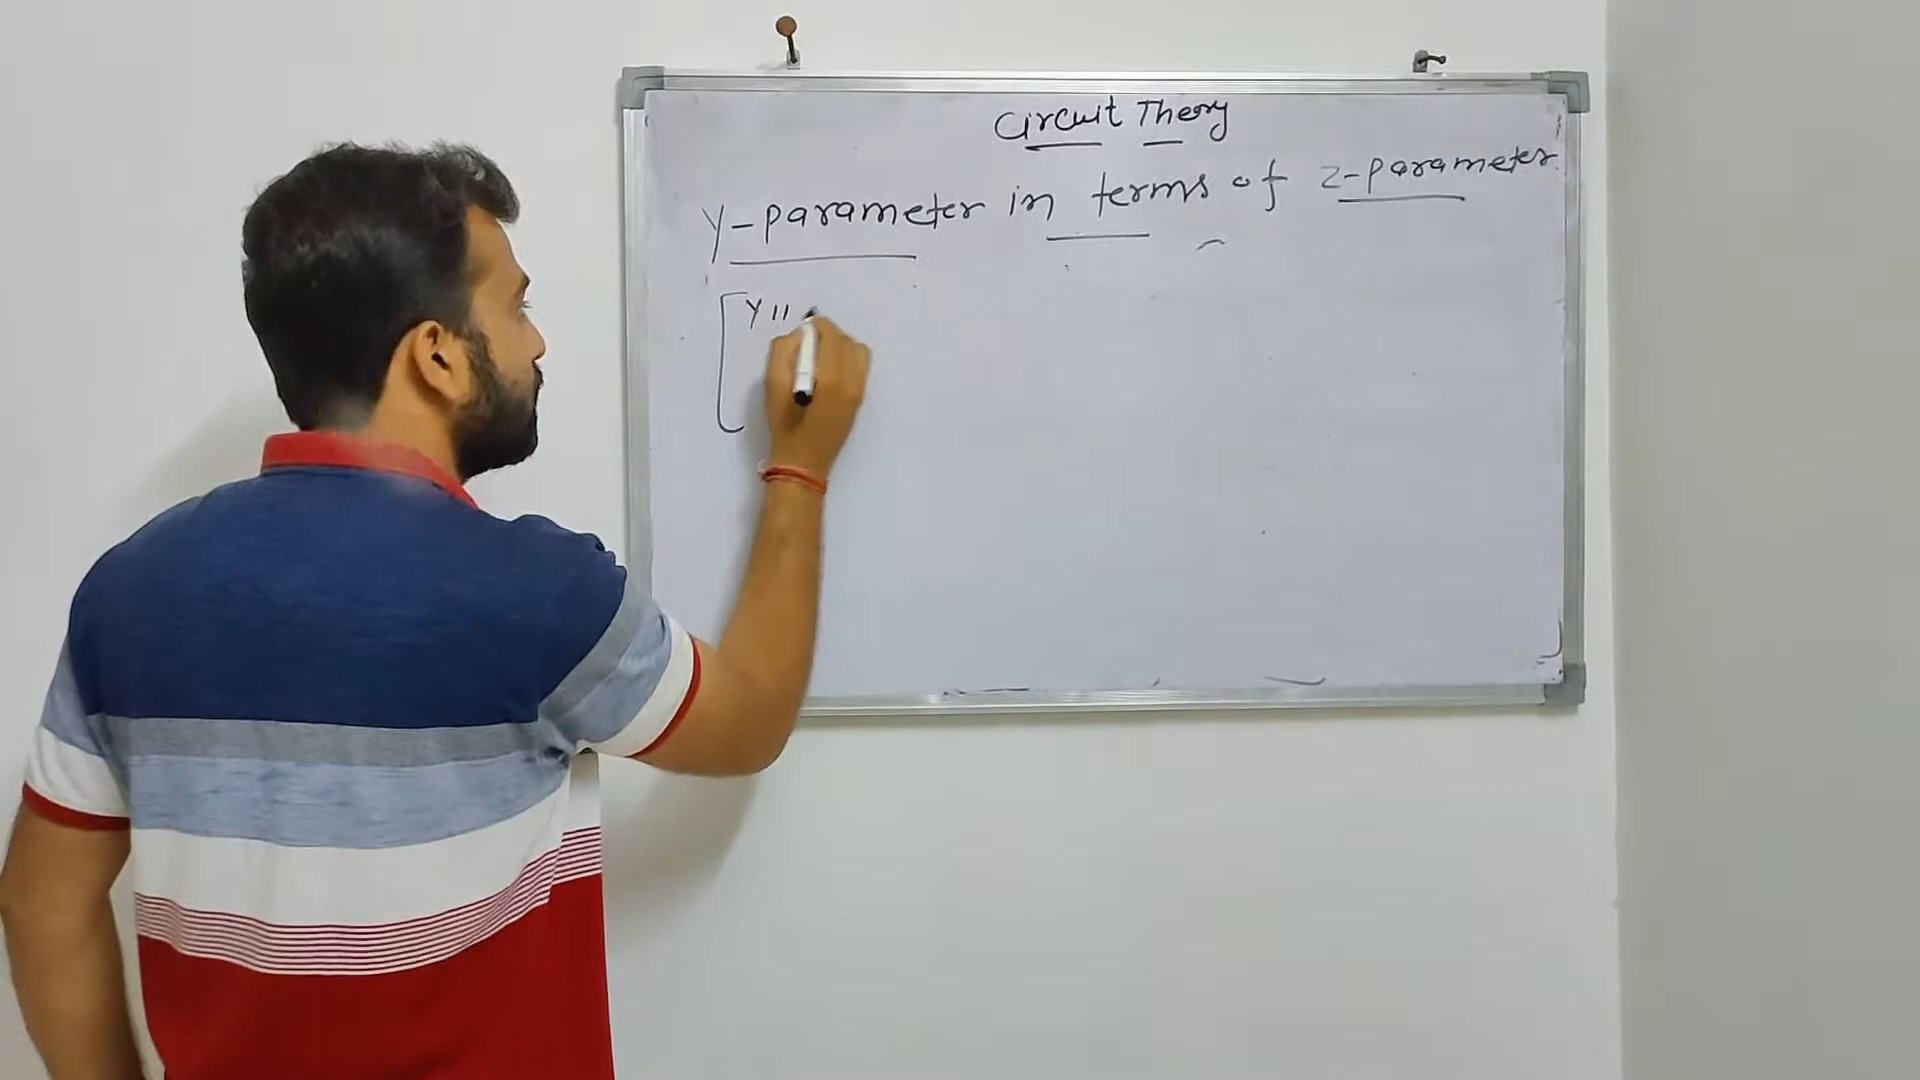 Circuit Theory
Y-parameter in terms of Z-parameter.
Y11